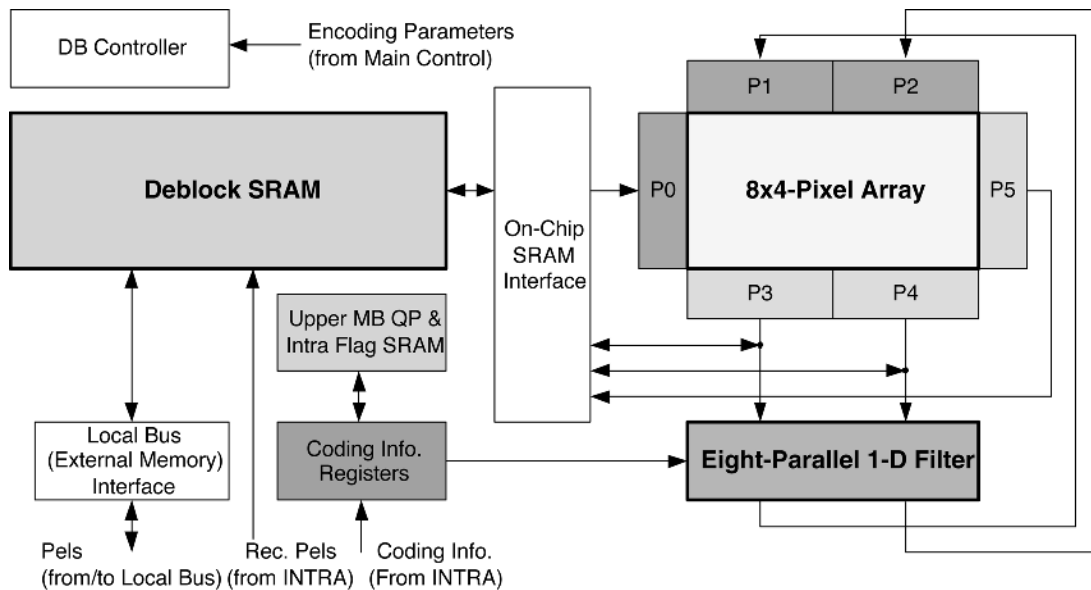 DB Controller
Encoding Parameters
(from Main Control)
P1
P2
Deblock SRAM
On-Chip
SRAM
Interface
P0
8x4-Pixel Array
P5
P3
P4
Upper MB QP &
Intra Flag SRAM
Local Bus
(External Memory)
Interface
Coding Info.
Registers
Eight-Parallel 1-D Filter
Pels
(from/to Local Bus)
Rec. Pels
(from INTRA)
Coding Info.
(From INTRA)